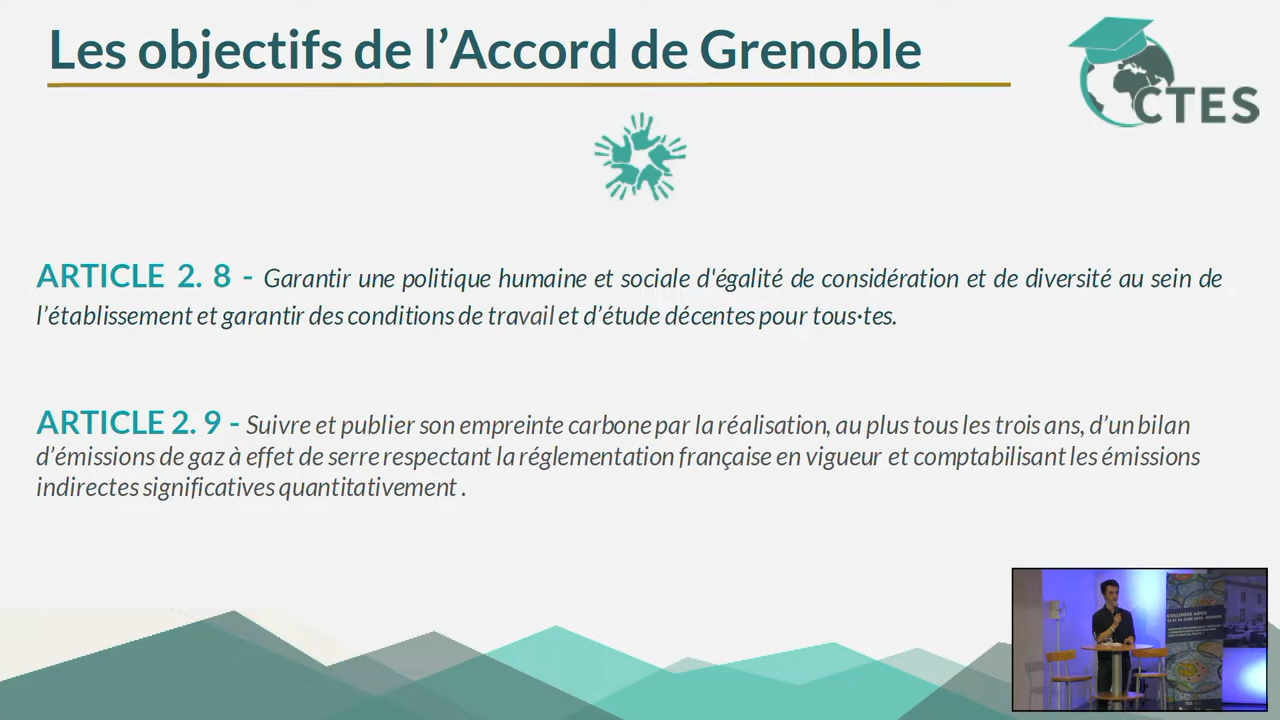 Les objectifs de l’Accord de Grenoble
CTES
ARTICLE 2. 8 - Garantir une politique humaine et sociale d'égalité de considération et de diversité au sein de
l’établissement et garantir des conditions de travail et d’étude décentes pour tous·tes.
ARTICLE 2. 9 - Suivre et publier son empreinte carbone par la réalisation, au plus tous les trois ans, d’un bilan
d’émissions de gaz à effet de serre respectant la réglementation française en vigueur et comptabilisant les émissions
indirectes significatives quantitativement .
COLLOQUE